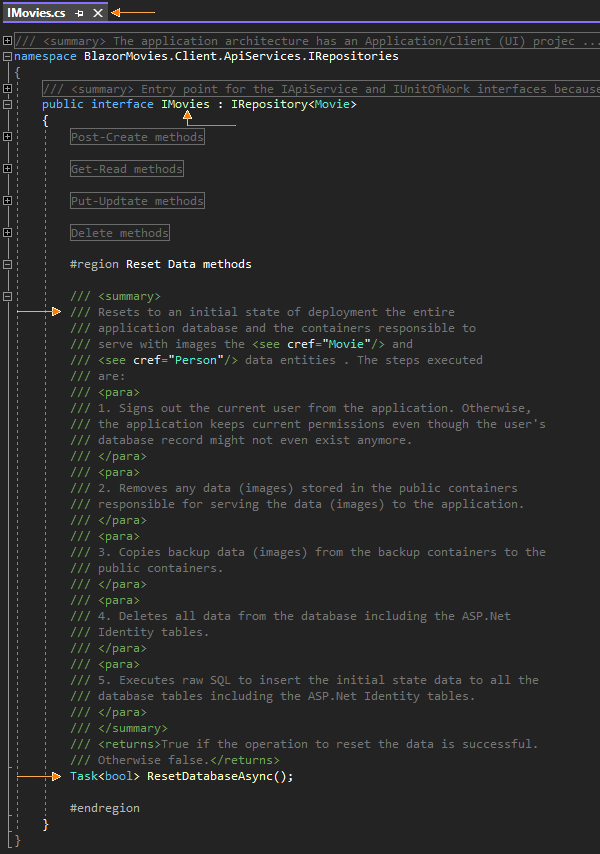 IMovies.cs
/// <summary> The application architecture has an Application/Client (UI) projec ...
namespace BlazorMovies.Client.ApiServices.IRepositories
{
/// <summary> Entry point for the IApiService and IUnitOfWork interfaces because
public interface IMovies : IRepository<Movie>
{
Post-Create methods
Get-Read methods
Put-Updtate methods
Delete methods
#region Reset Data methods
/// <summary>
/// Resets to an initial state of deployment the entire
/// application database and the containers responsible to
/// serve with images the <see cref="Movie"/> and
/// <see cref="Person"/> data entities . The steps executed
/// are:
/// <para>
/// 1. Signs out the current user from the application. Otherwise,
/// the application keeps current permissions even though the user's
/// database record might not even exist anymore.
/// </para>
/// <para>
/// 2. Removes any data (images) stored in the public containers
/// responsible for serving the data (images) to the application.
/// </para>
/// <para>
/// 3. Copies backup data (images) from the backup containers to the
/// public containers.
/// </para>
/// <para>
/// 4. Deletes all data from the database including the ASP.Net
/// Identity tables.
/// </para>
/// <para>
/// 5. Executes raw SQL to insert the initial state data to all the
/// database tables including the ASP.Net Identity tables.
/// </para>
/// </summary>
/// <returns>True if the operation to reset the data is successful.
/// Otherwise false.</returns>
Task<bool> ResetDatabaseAsync();
#endregion
}
}